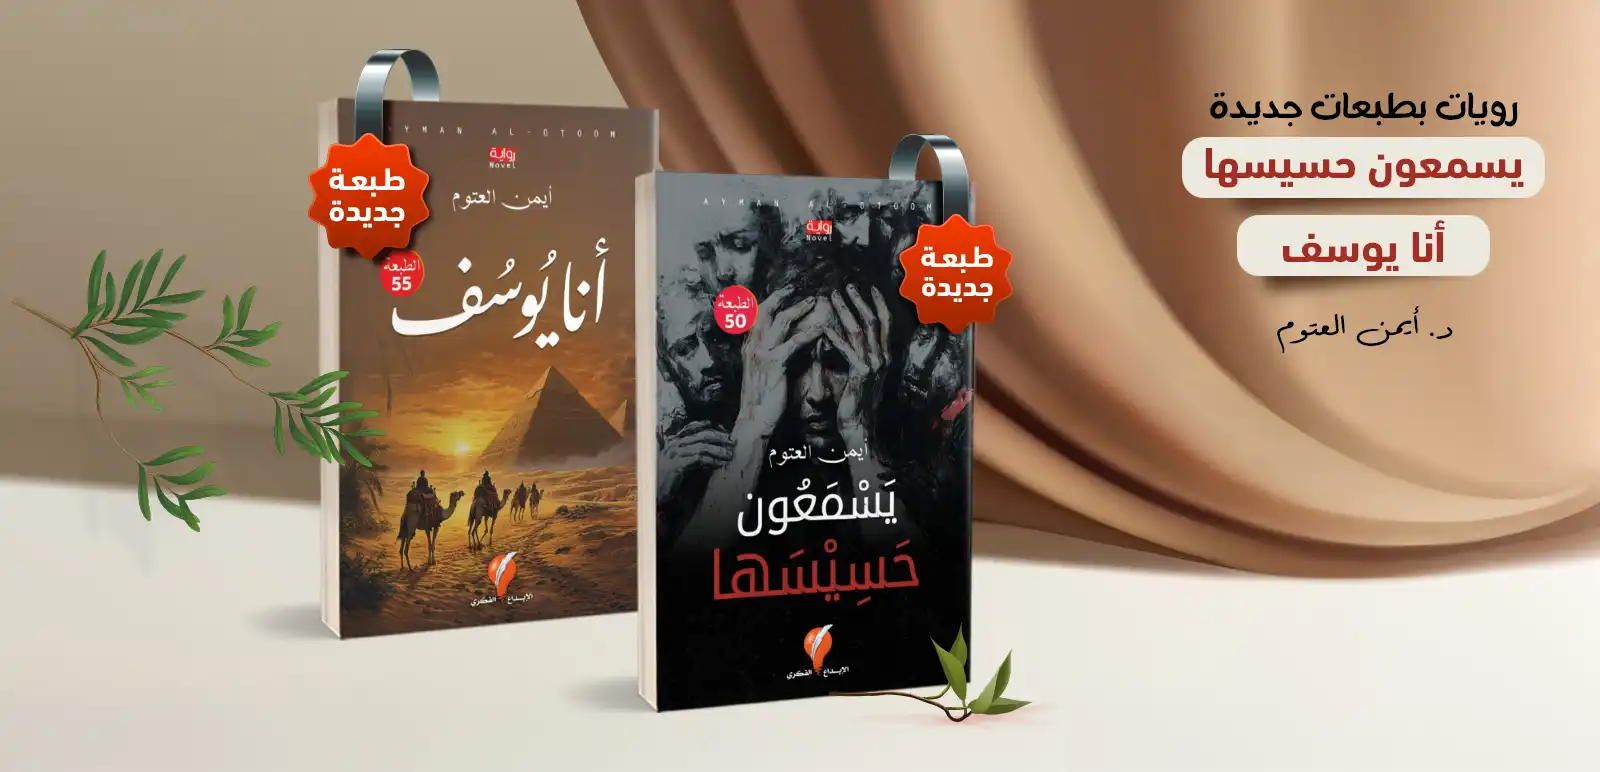 رويات بطبعات جديدة
يسمعون حسيسها
أنا يوسف
د. أيمن العتوم
AYMAN AL-OTOOM
رواية
Novel
أيمن العتوم
طبعة
جديدة
الطبعة
55
أنا يُوسُف
الإبداع الفكري
AYMAN AL-OTOOM
رواية
Novel
طبعة
جديدة
الطبعة
50
أيمن العتوم
يَسْمَعُون
حَسِيْسَها
الإبداع الفكري